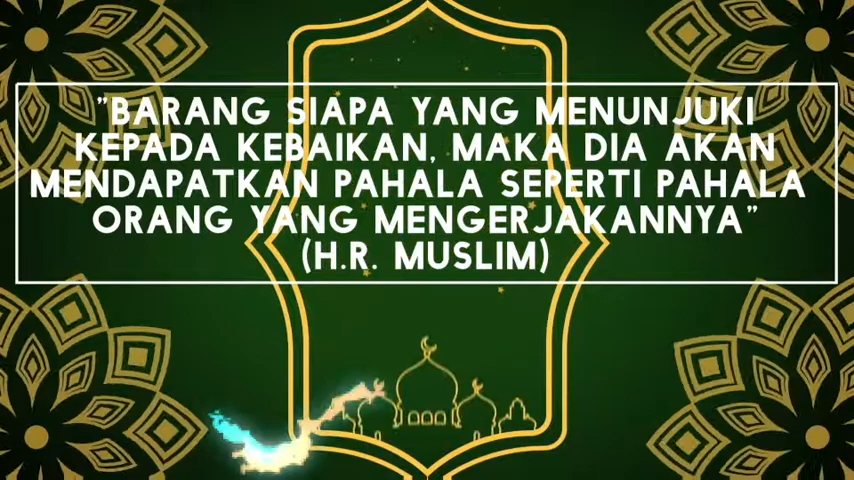 "BARANG SIAPA YANG MENUNJUKI
KEPADA KEBAIKAN, MAKA DIA AKAN
MENDAPATKAN PAHALA SEPERTI PAHALA
ORANG YANG MENGERJAKANNYA"
(H.R. MUSLIM)